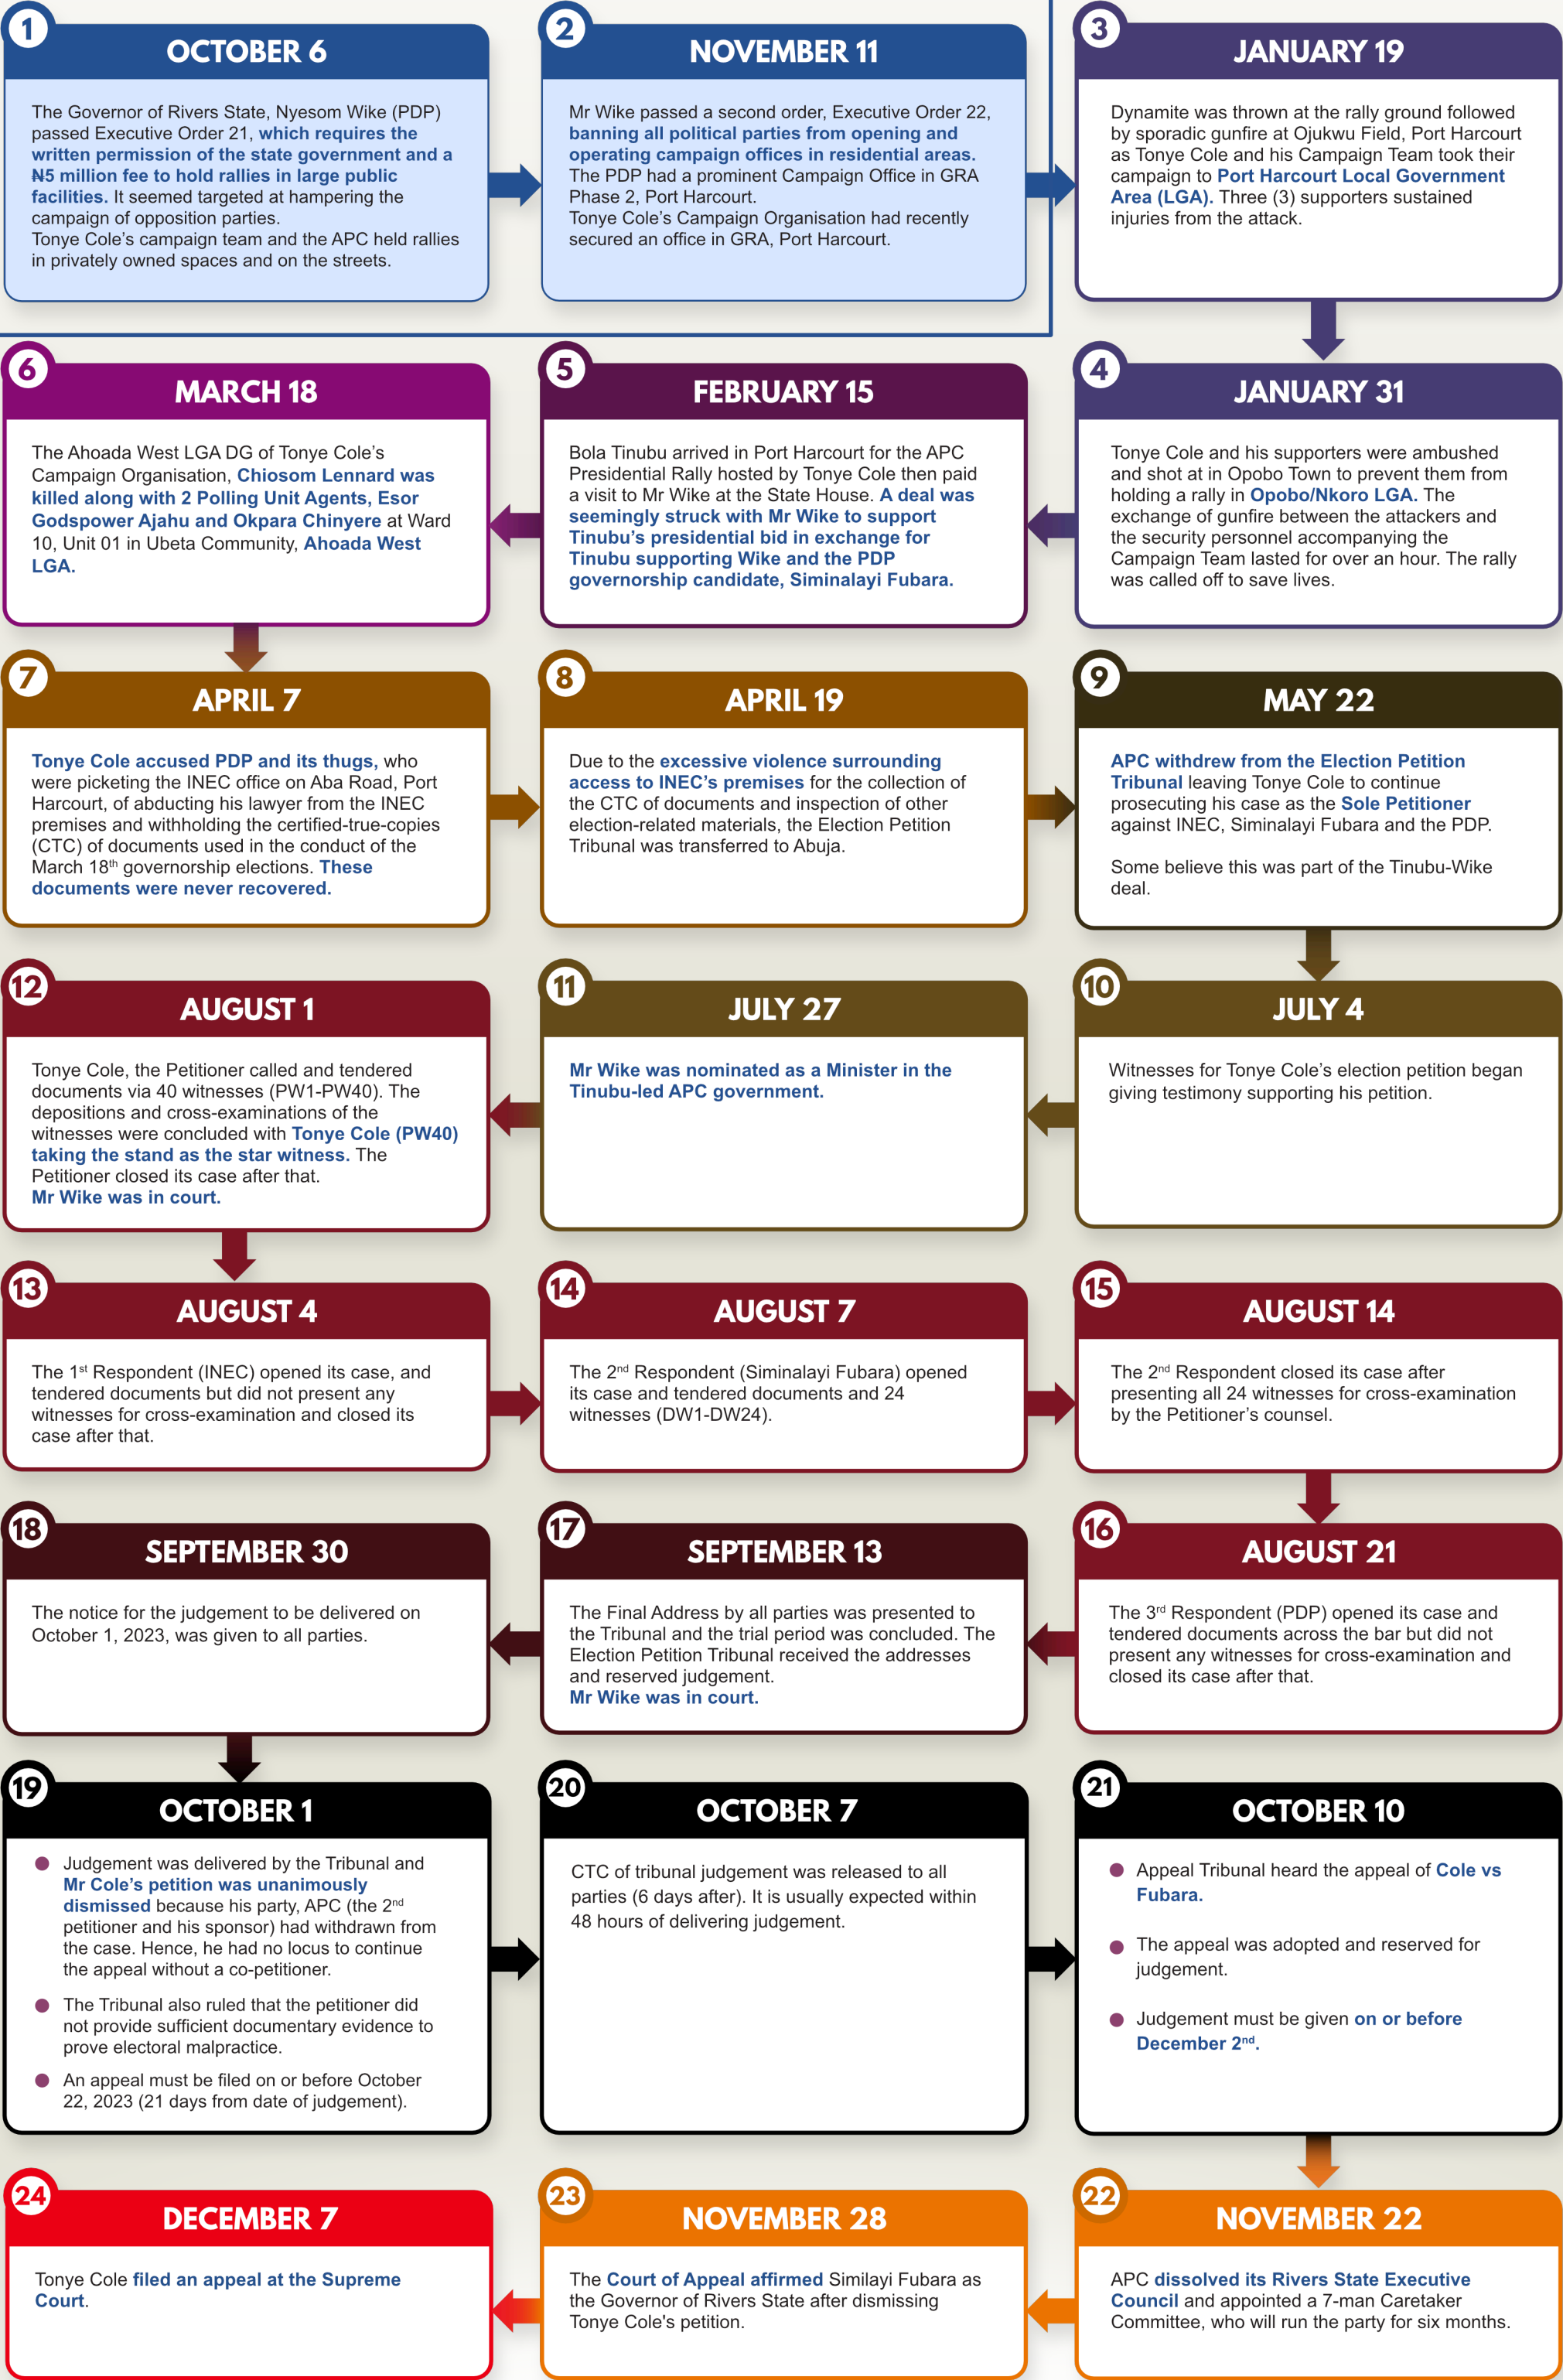 1
OCTOBER 6
The Governor of Rivers State, Nyesom Wike (PDP)
passed Executive Order 21, which requires the
written permission of the state government and a
₦5 million fee to hold rallies in large public
facilities. It seemed targeted at hampering the
campaign of opposition parties.
Tonye Cole’s campaign team and the APC held rallies
in privately owned spaces and on the streets.
2
NOVEMBER 11
Mr Wike passed a second order, Executive Order 22,
banning all political parties from opening and
operating campaign offices in residential areas.
The PDP had a prominent Campaign Office in GRA
Phase 2, Port Harcourt.
Tonye Cole’s Campaign Organisation had recently
secured an office in GRA, Port Harcourt.
3
JANUARY 19
Dynamite was thrown at the rally ground followed
by sporadic gunfire at Ojukwu Field, Port Harcourt
as Tonye Cole and his Campaign Team took their
campaign to Port Harcourt Local Government
Area (LGA). Three (3) supporters sustained
injuries from the attack.
4
JANUARY 31
Tonye Cole and his supporters were ambushed
and shot at in Opobo Town to prevent them from
holding a rally in Opobo/Nkoro LGA. The
exchange of gunfire between the attackers and
the security personnel accompanying the
Campaign Team lasted for over an hour. The rally
was called off to save lives.
5
FEBRUARY 15
Bola Tinubu arrived in Port Harcourt for the APC
Presidential Rally hosted by Tonye Cole then paid
a visit to Mr Wike at the State House. A deal was
seemingly struck with Mr Wike to support
Tinubu’s presidential bid in exchange for
Tinubu supporting Wike and the PDP
governorship candidate, Siminalayi Fubara.
6
MARCH 18
The Ahoada West LGA DG of Tonye Cole’s
Campaign Organisation, Chiosom Lennard was
killed along with 2 Polling Unit Agents, Esor
Godspower Ajahu and Okpara Chinyere at Ward
10, Unit 01 in Ubeta Community, Ahoada West
LGA.
7
APRIL 7
Tonye Cole accused PDP and its thugs, who
were picketing the INEC office on Aba Road, Port
Harcourt, of abducting his lawyer from the INEC
premises and withholding the certified-true-copies
(CTC) of documents used in the conduct of the
March 18th governorship elections. These
documents were never recovered.
8
APRIL 19
Due to the excessive violence surrounding
access to INEC’s premises for the collection of
the CTC of documents and inspection of other
election-related materials, the Election Petition
Tribunal was transferred to Abuja.
9
MAY 22
APC withdrew from the Election Petition
Tribunal leaving Tonye Cole to continue
prosecuting his case as the Sole Petitioner
against INEC, Siminalayi Fubara and the PDP.
Some believe this was part of the Tinubu-Wike
deal.
10
JULY 4
Witnesses for Tonye Cole’s election petition began
giving testimony supporting his petition.
11
JULY 27
Mr Wike was nominated as a Minister in the
Tinubu-led APC government.
12
AUGUST 1
Tonye Cole, the Petitioner called and tendered
documents via 40 witnesses (PW1-PW40). The
depositions and cross-examinations of the
witnesses were concluded with Tonye Cole (PW40)
taking the stand as the star witness. The
Petitioner closed its case after that.
Mr Wike was in court.
13
AUGUST 4
The 1st Respondent (INEC) opened its case, and
tendered documents but did not present any
witnesses for cross-examination and closed its
case after that.
14
AUGUST 7
The 2nd Respondent (Siminalayi Fubara) opened
its case and tendered documents and 24
witnesses (DW1-DW24).
15
AUGUST 14
The 2nd Respondent closed its case after
presenting all 24 witnesses for cross-examination
by the Petitioner’s counsel.
16
AUGUST 21
The 3rd Respondent (PDP) opened its case and
tendered documents across the bar but did not
present any witnesses for cross-examination and
closed its case after that.
17
SEPTEMBER 13
The Final Address by all parties was presented to
the Tribunal and the trial period was concluded. The
Election Petition Tribunal received the addresses
and reserved judgement.
Mr Wike was in court.
18
SEPTEMBER 30
The notice for the judgement to be delivered on
October 1, 2023, was given to all parties.
19
OCTOBER 1
Judgement was delivered by the Tribunal and
Mr Cole’s petition was unanimously
dismissed because his party, APC (the 2nd
petitioner and his sponsor) had withdrawn from
the case. Hence, he had no locus to continue
the appeal without a co-petitioner.
The Tribunal also ruled that the petitioner did
not provide sufficient documentary evidence to
prove electoral malpractice.
An appeal must be filed on or before October
22, 2023 (21 days from date of judgement).
20
OCTOBER 7
CTC of tribunal judgement was released to all
parties (6 days after). It is usually expected within
48 hours of delivering judgement.
21
OCTOBER 10
Appeal Tribunal heard the appeal of Cole vs
Fubara.
The appeal was adopted and reserved for
judgement.
Judgement must be given on or before
December 2nd.
22
NOVEMBER 22
APC dissolved its Rivers State Executive
Council and appointed a 7-man Caretaker
Committee, who will run the party for six months.
23
NOVEMBER 28
The Court of Appeal affirmed Similayi Fubara as
the Governor of Rivers State after dismissing
Tonye Cole's petition.
24
DECEMBER 7
Tonye Cole filed an appeal at the Supreme
Court.